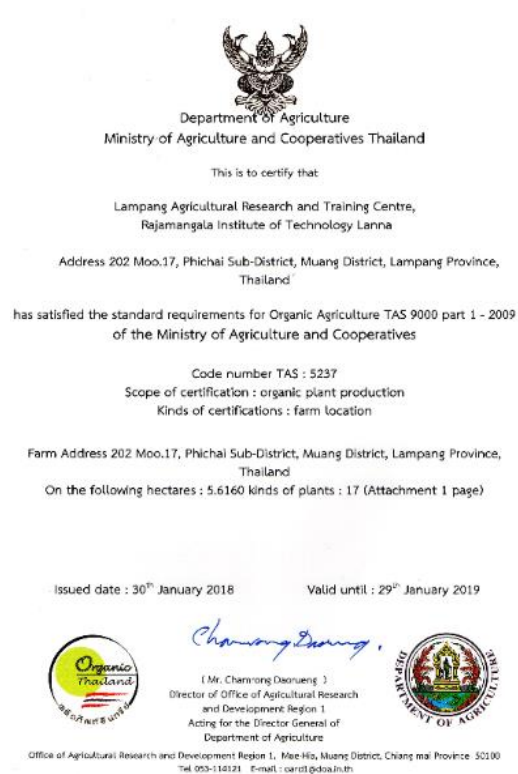 Department of Agriculture
Ministry of Agriculture and Cooperatives Thailand
This is to certify that
Lampang Agricultural Research and Training Centre,
Rajamangala Institute of Technology Lanna
Address 202 Moo.17, Phichai Sub-District, Muang District, Lampang Province,
Thailand
has satisfied the standard requirements for Organic Agriculture TAS 9000 part 1 - 2009
of the Ministry of Agriculture and Cooperatives
Code number TAS : 5237
Scope of certification : organic plant production
Kinds of certifications : farm location
Farm Address 202 Moo.17, Phichai Sub-District, Muang District, Lampang Province,
Thailand
On the following hectares : 5.6160 kinds of plants : 17 (Attachment 1 page)
Issued date : 30th January 2018
Valid until : 29th January 2019
Organic
Thailand
( Mr. Chamrong Daorueng )
Director of Office of Agricultural Research
and Development Region 1
Acting for the Director General of
Department of Agriculture
DEPARTMENT OF AGRICULTURE
Office of Agricultural Research and Development Region 1, Mae-Hia, Muang District, Chiang mai Province 50100
Tel 053-114121 E-mail : oard1@doa.in.th